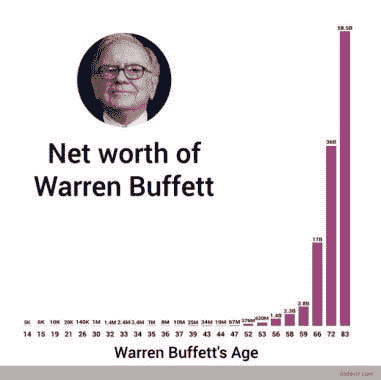 58.5B
36B
Net worth of
Warren Buffett
17B
3.8B
2.3B
1.4B
5K 6K 10K 20K 140K 1M 1.4M 2.4M 3.4M 7M 8M 10M 25M 34M 19M 67M 376M 620M
14 15 19 21 26 30 32 33 34 35 36 37 39 43 44 47 52 53 56 58 59 66 72 83
Warren Buffett's Age